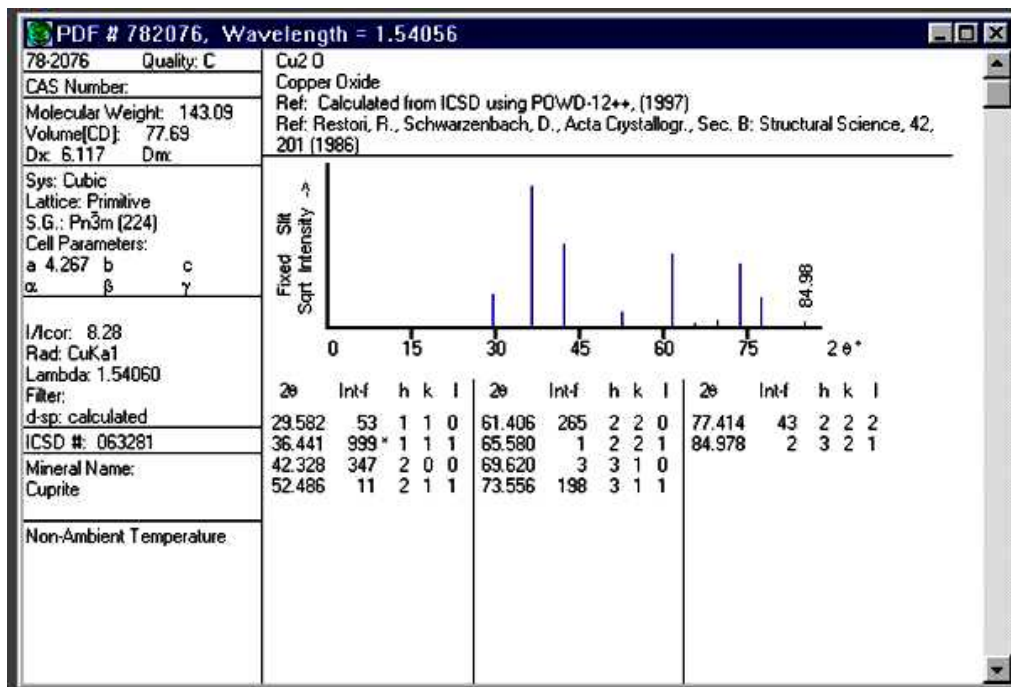 PDF # 782076, Wavelength = 1.54056
78-2076 Quality: C
CAS Number:
Molecular Weight: 143.09
Volume[CD]: 77.69
Dx: 6.117 Dm:
Sys: Cubic
Lattice: Primitive
S.G.: Pn3̅m (224)
Cell Parameters:
a 4.267 b c
α β γ
I/Icor: 8.28
Rad: CuKa1
Lambda: 1.54060
Filter:
d-sp: calculated
ICSD #: 063281
Mineral Name:
Cuprite
Non-Ambient Temperature
Cu2 O
Copper Oxide
Ref: Calculated from ICSD using POWD-12++, (1997)
Ref: Restori, R., Schwarzenbach, D., Acta Crystallogr., Sec. B: Structural Science, 42,
201 (1986)
Fixed Slit
Sqrt Intensity ->
84.98
0 15 30 45 60 75 2θ°
2θ Int-f h k l 2θ Int-f h k l 2θ Int-f h k l
29.582 53 1 1 0 61.406 265 2 2 0 77.414 43 2 2 2
36.441 999 * 1 1 1 65.580 1 2 2 1 84.978 2 3 2 1
42.328 347 2 0 0 69.620 3 3 1 0
52.486 11 2 1 1 73.556 198 3 1 1